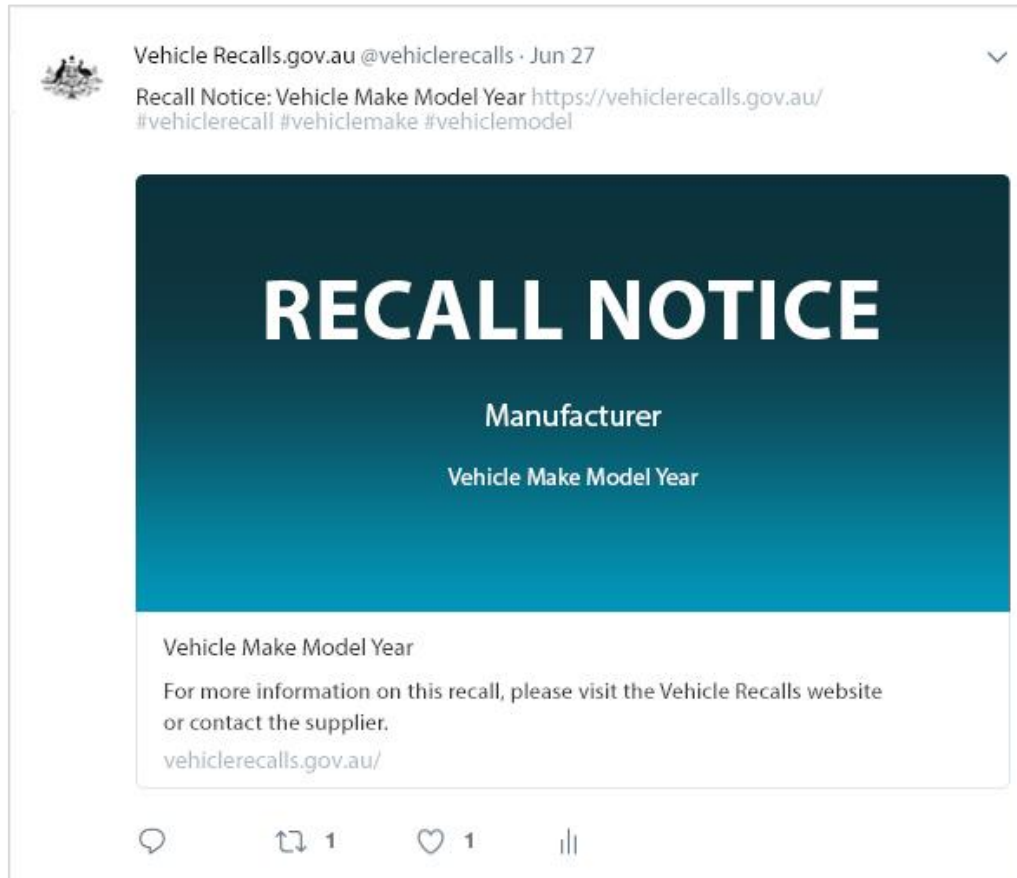 Vehicle Recalls.gov.au @vehiclerecalls · Jun 27
Recall Notice: Vehicle Make Model Year https://vehiclerecalls.gov.au/
#vehiclerecall #vehiclemake #vehiclemodel
RECALL NOTICE
Manufacturer
Vehicle Make Model Year
Vehicle Make Model Year
For more information on this recall, please visit the Vehicle Recalls website
or contact the supplier.
vehiclerecalls.gov.au/
1 1